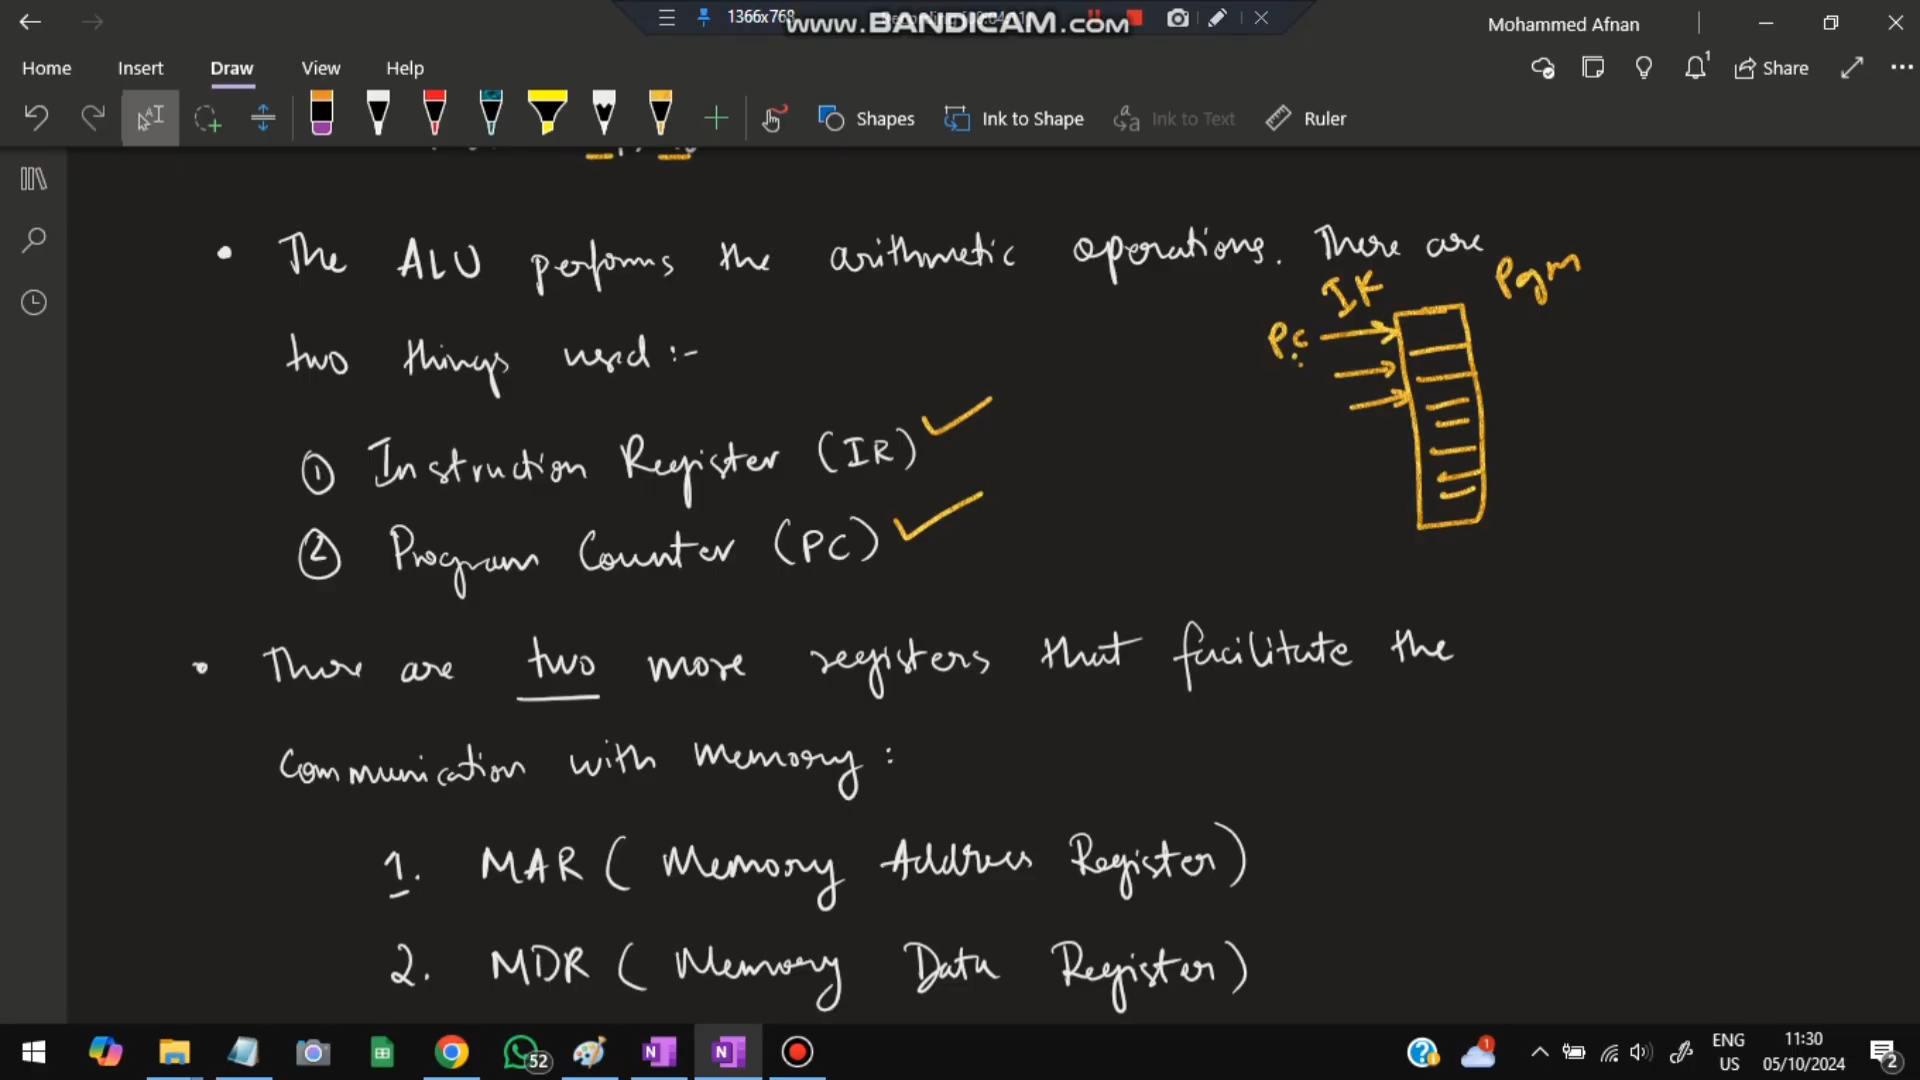 1366x768
www.BANDICAM.com
Mohammed Afnan
Home Insert Draw View Help
Share
Shapes Ink to Shape Ink to Text Ruler
• The ALU performs the arithmetic operations. There are
Pgm
IR
PC
two things used :-
① Instruction Register (IR)
② Program Counter (PC)
• There are two more registers that facilitate the
Communication with Memory :
1. MAR ( Memory Address Register)
2. MDR ( Memory Data Register)
52
1
ENG
US
11:30
05/10/2024
2